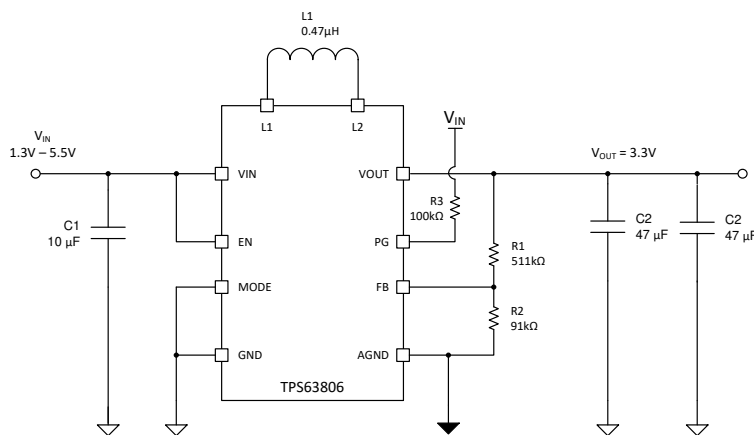 L1
0.47µH
L1
L2
VIN
1.3V – 5.5V
VIN
VOUT = 3.3V
VIN
VOUT
R3
100kΩ
C1
10 µF
EN
PG
R1
511kΩ
C2
47 µF
C2
47 µF
MODE
FB
R2
91kΩ
GND
AGND
TPS63806